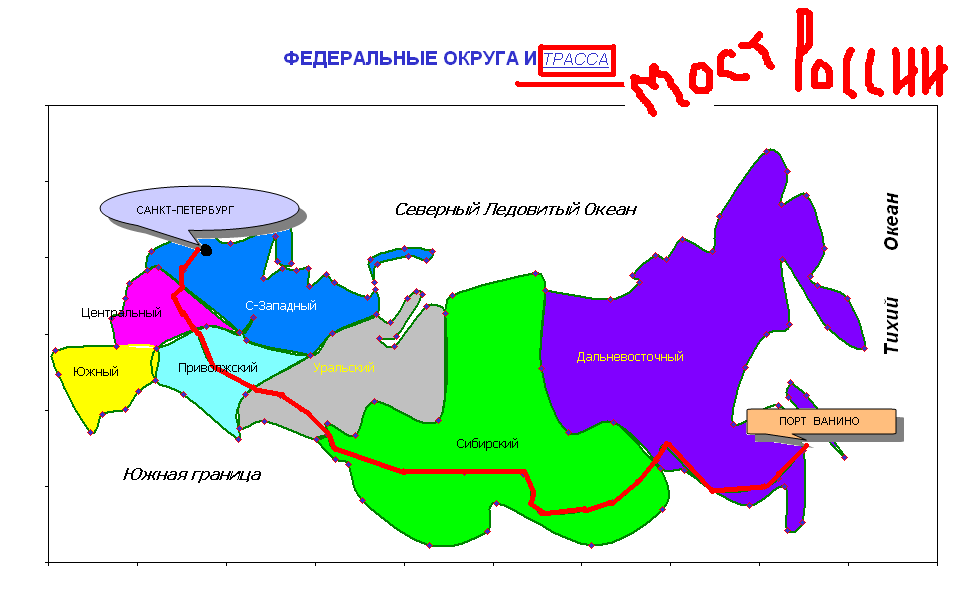 ФЕДЕРАЛЬНЫЕ ОКРУГА И ТРАССА
мост России
САНКТ-ПЕТЕРБУРГ
Северный Ледовитый Океан
Тихий Океан
Центральный
С-Западный
Южный
Приволжский
Уральский
Дальневосточный
ПОРТ ВАНИНО
Сибирский
Южная граница